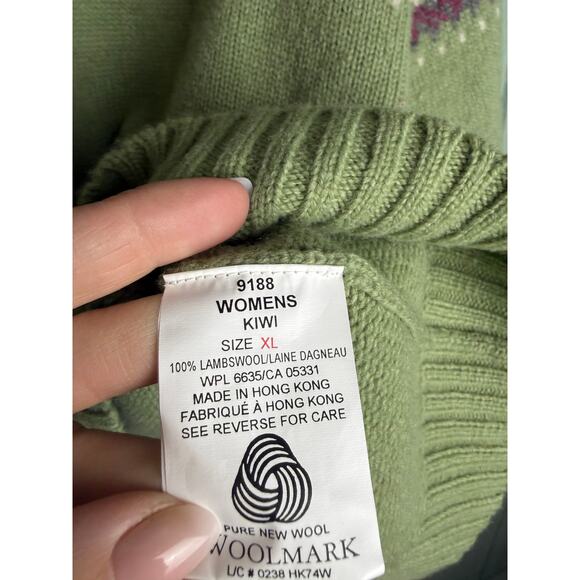 9188
WOMENS
KIWI
SIZE XL
100% LAMBSWOOL/LAINE DAGNEAU
WPL 6635/CA 05331
MADE IN HONG KONG
FABRIQUÉ À HONG KONG
SEE REVERSE FOR CARE
PURE NEW WOOL
WOOLMARK
L/C # 0238 HK74W